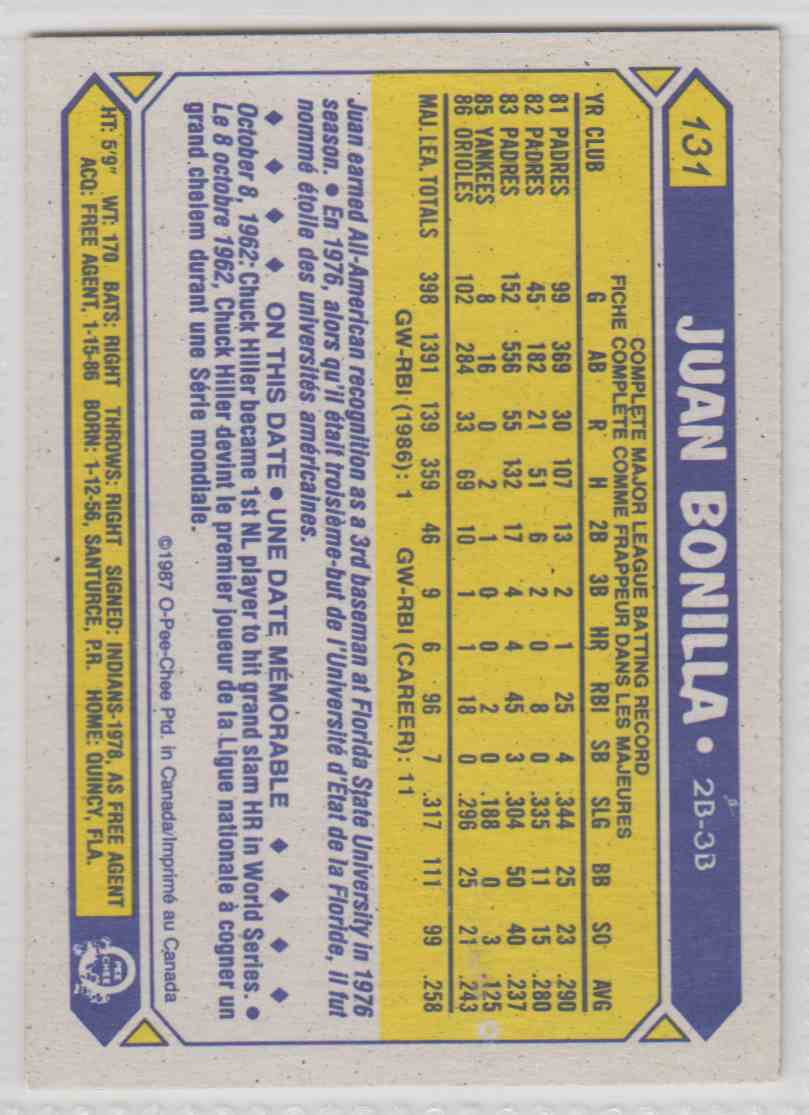 131
JUAN BONILLA • 2B-3B
COMPLETE MAJOR LEAGUE BATTING RECORD
FICHE COMPLÈTE COMME FRAPPEUR DANS LES MAJEURES
YR CLUB G AB R H 2B 3B HR RBI SB SLG BB SO AVG
81 PADRES 99 369 30 107 13 2 1 25 4 .344 25 23 .290
82 PADRES 45 182 21 51 6 2 0 8 0 .335 11 15 .280
83 PADRES 152 556 55 132 17 4 4 45 3 .304 50 40 .237
85 YANKEES 8 16 0 2 1 0 0 2 0 .188 0 3 .125
86 ORIOLES 102 284 33 69 10 1 1 18 0 .296 25 21 .243
MAJ. LEA. TOTALS 398 1391 139 359 46 9 6 96 7 .317 111 99 .258
GW-RBI (1986): 1 GW-RBI (CAREER): 11
Juan earned All-American recognition as a 3rd baseman at Florida State University in 1976
season. • En 1976, alors qu'il était troisième-but de l'Université d'Etat de la Floride, il fut
nommé étoile des universités américaines.
♦ ♦ ♦ ♦ ON THIS DATE • UNE DATE MÉMORABLE ♦ ♦ ♦ ♦
October 8, 1962: Chuck Hiller became 1st NL player to hit grand slam HR in World Series. •
Le 8 octobre 1962, Chuck Hiller devint le premier joueur de la Ligue nationale à cogner un
grand chelem durant une Série mondiale.
©1987 O-Pee-Chee Ptd. in Canada/Imprimé au Canada
HT: 5'9" WT: 170 BATS: RIGHT THROWS: RIGHT SIGNED: INDIANS-1978, AS FREE AGENT
ACQ: FREE AGENT, 1-15-86 BORN: 1-12-56, SANTURCE, P.R. HOME: QUINCY, FLA.
O
PEE
CHEE